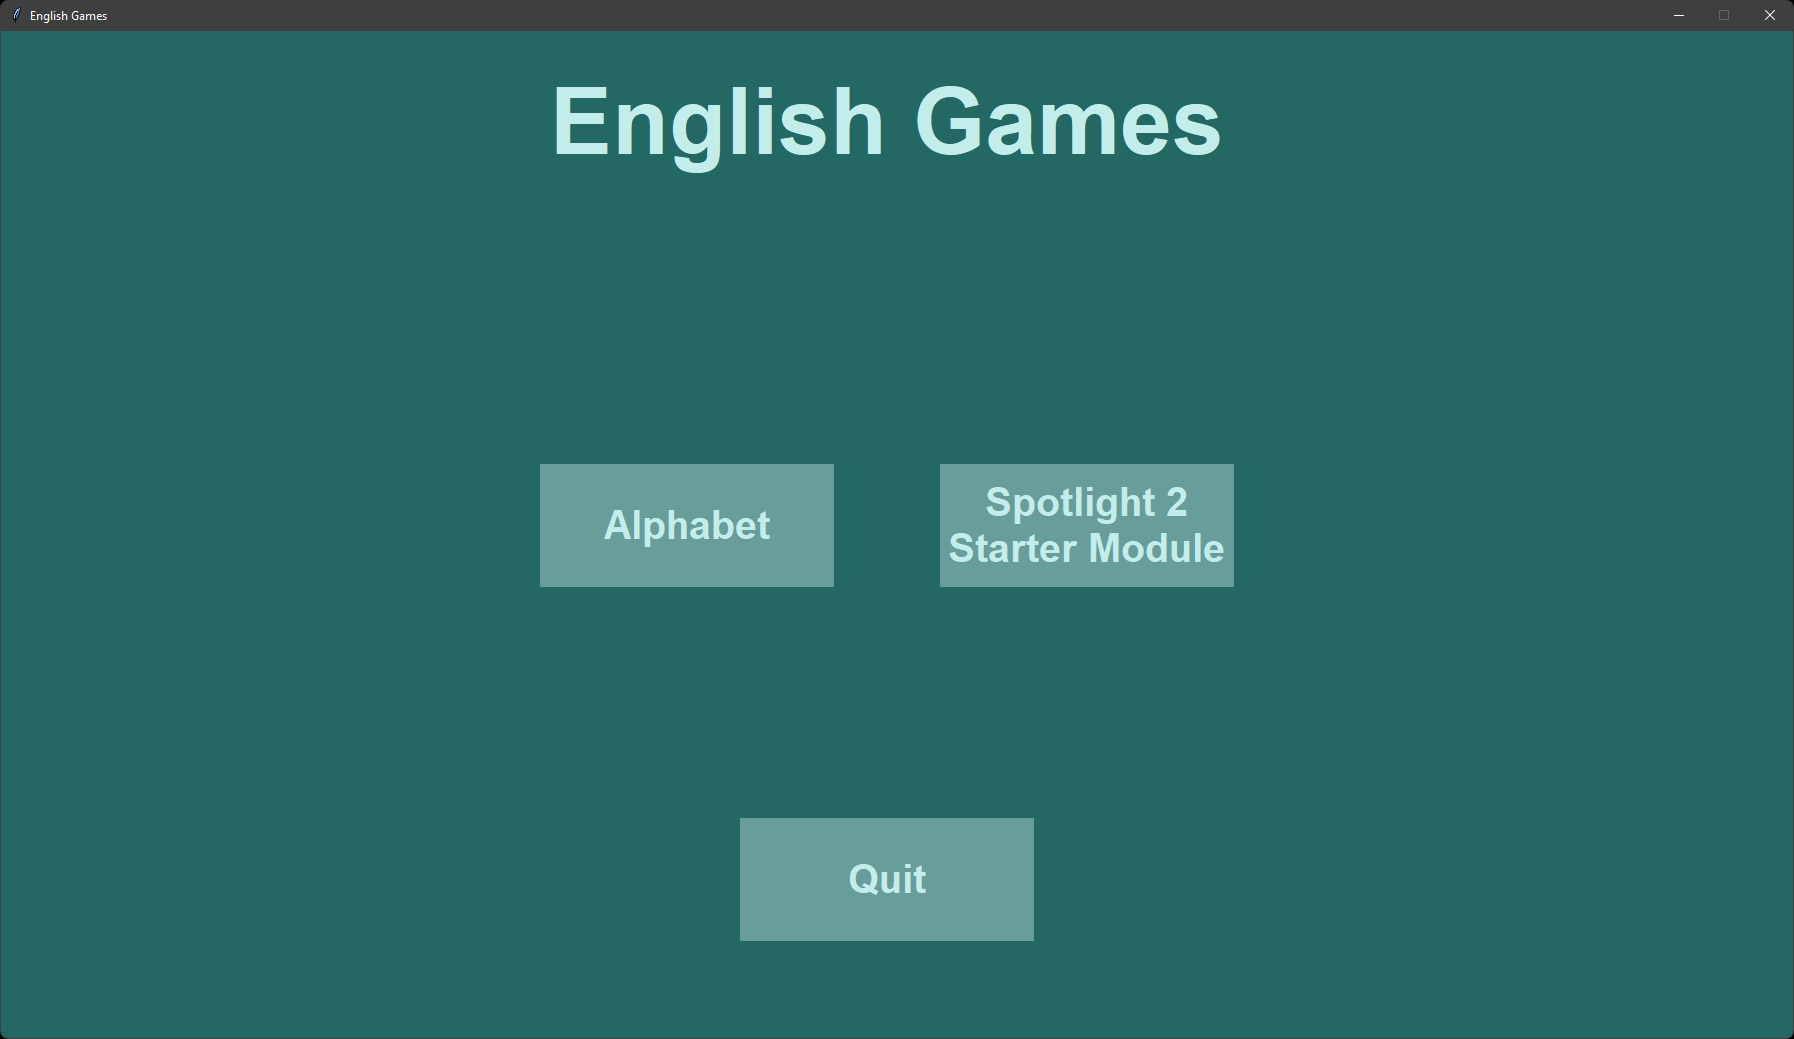 English Games
English Games
Alphabet
Spotlight 2
Starter Module
Quit